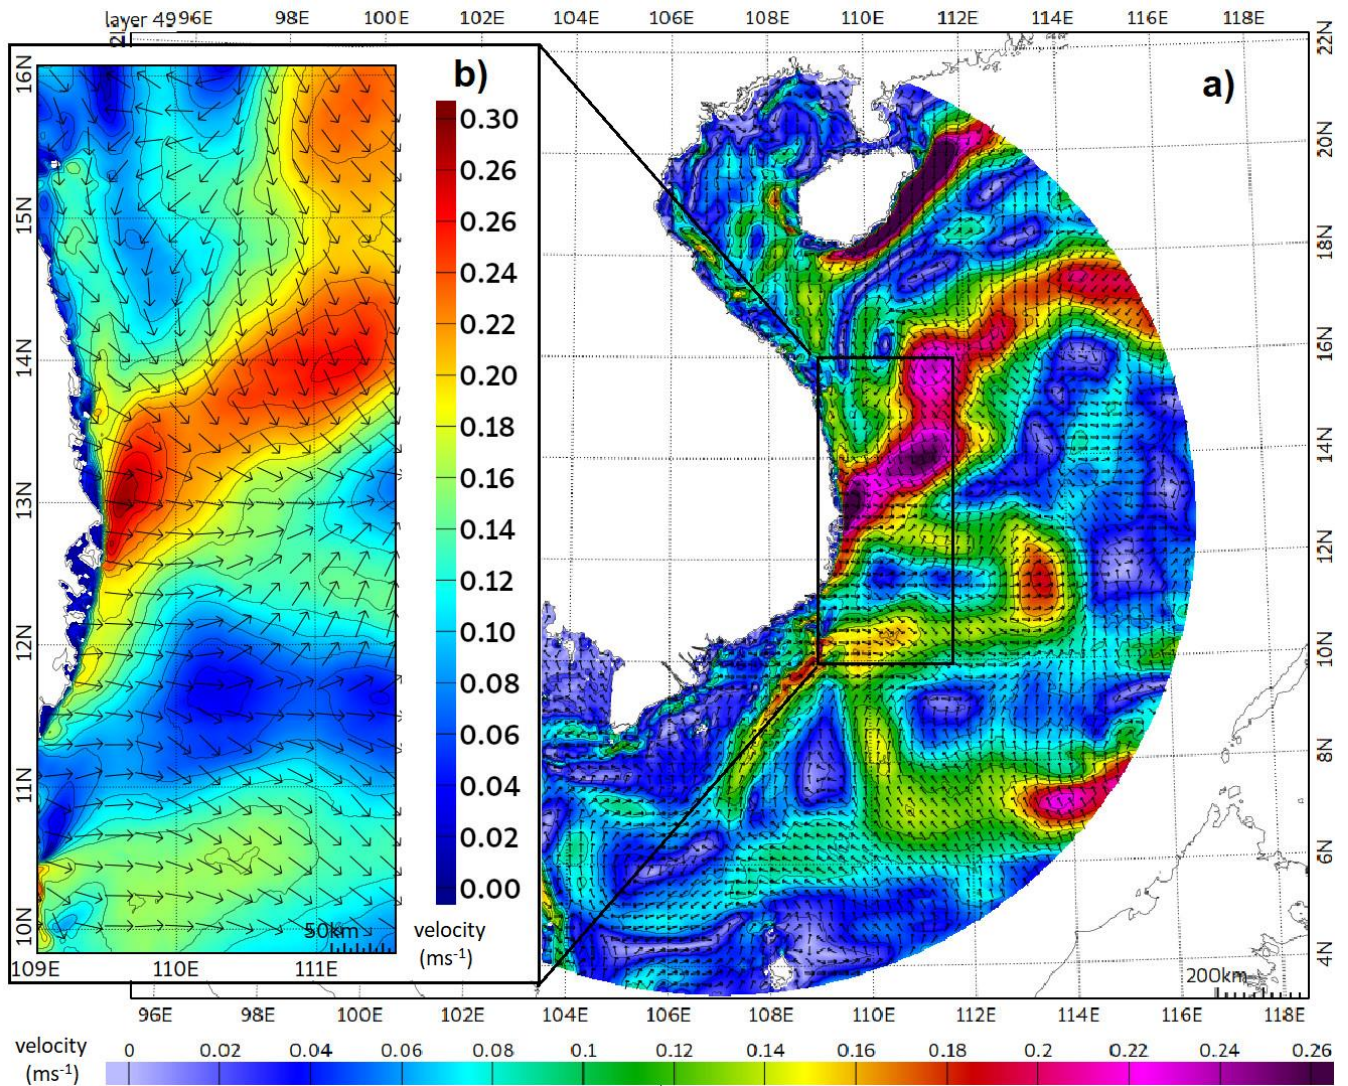 layer 49 96E 98E 100E 102E 104E 106E 108E 110E 112E 114E 116E 118E
b)
a)
22N
20N
18N
16N
14N
12N
10N
8N
6N
4N
16N
15N
14N
13N
12N
11N
10N
0.30
0.28
0.26
0.24
0.22
0.20
0.18
0.16
0.14
0.12
0.10
0.08
0.06
0.04
0.02
0.00
velocity
(ms⁻¹)
50km
109E 110E 111E
200km
96E 98E 100E 102E 104E 106E 108E 110E 112E 114E 116E 118E
velocity
(ms⁻¹)
0 0.02 0.04 0.06 0.08 0.1 0.12 0.14 0.16 0.18 0.2 0.22 0.24 0.26